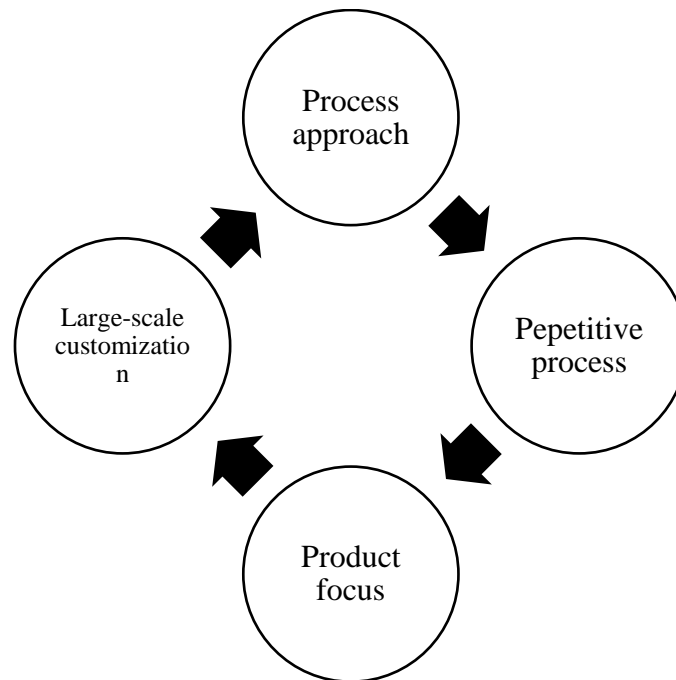 Process
approach
Pepetitive
process
Product
focus
Large-scale
customizatio
n